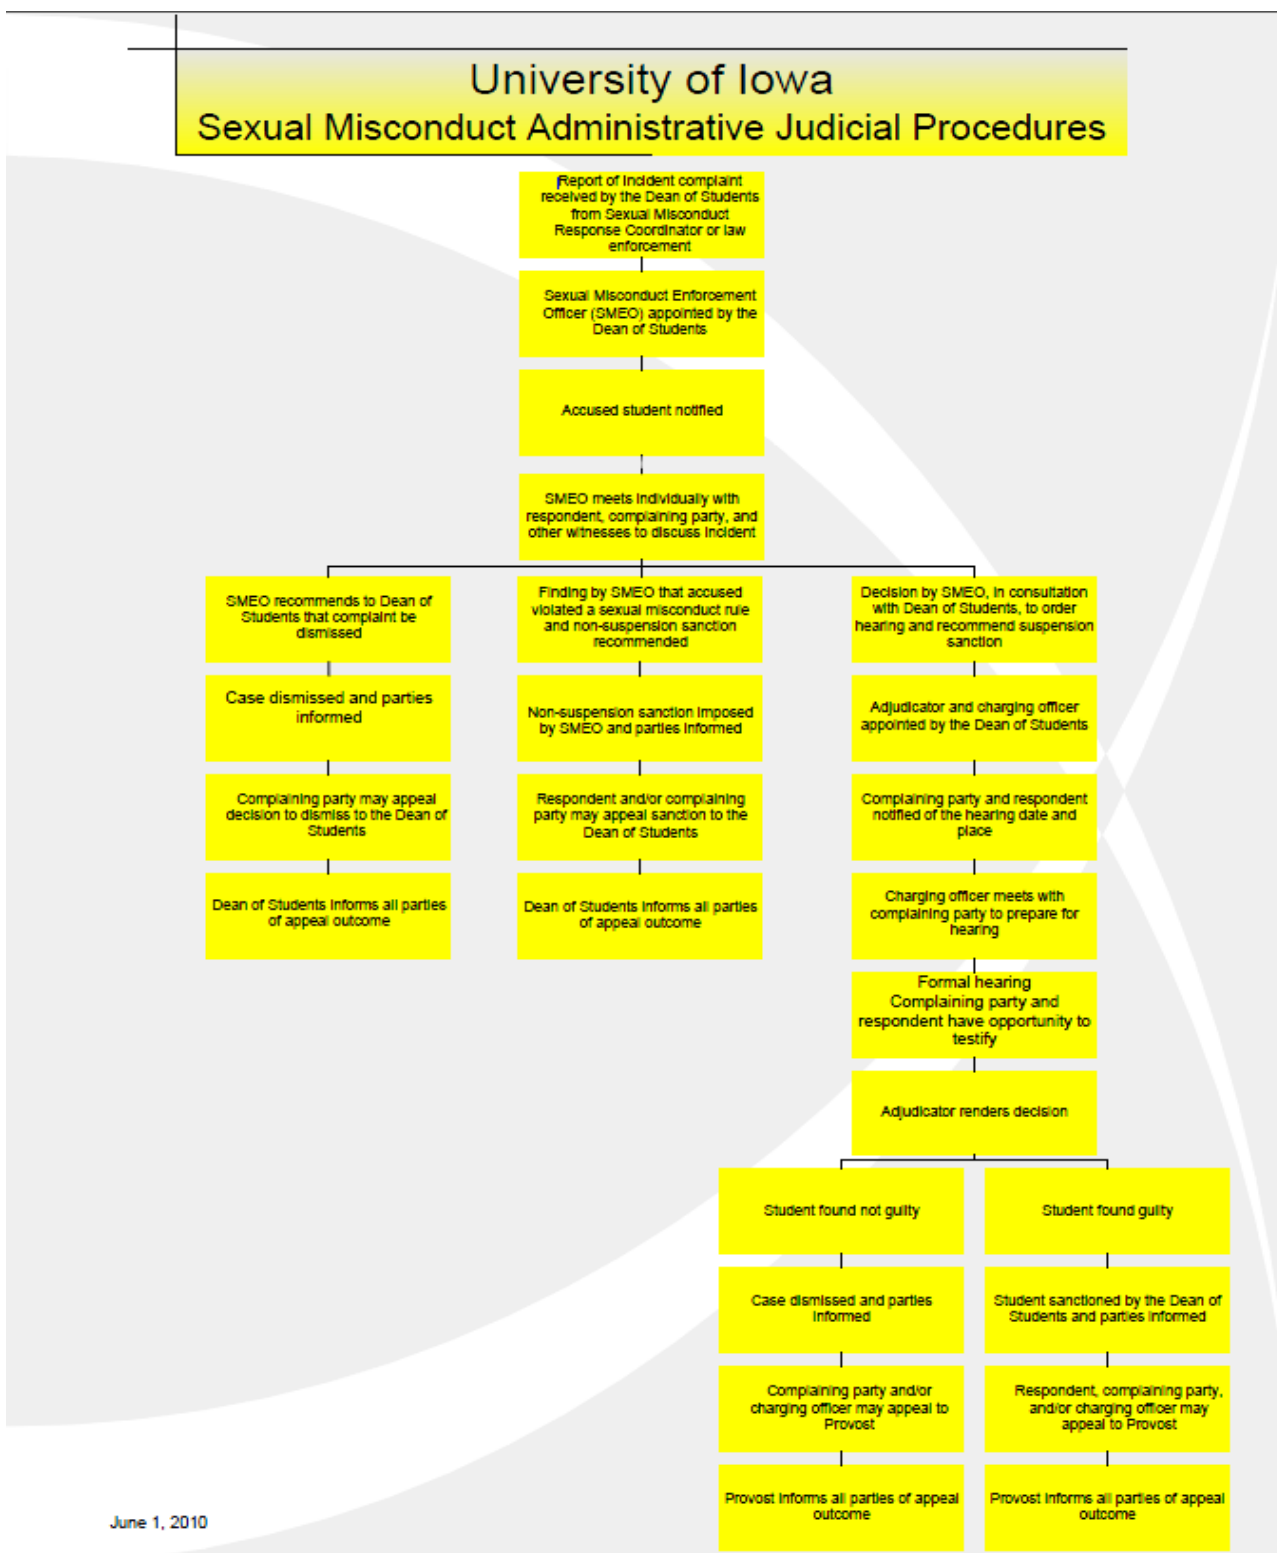 University of Iowa
Sexual Misconduct Administrative Judicial Procedures
Report of Incident complaint
received by the Dean of Students
from Sexual Misconduct
Response Coordinator or law
enforcement
Sexual Misconduct Enforcement
Officer (SMEO) appointed by the
Dean of Students
Accused student notified
SMEO meets individually with
respondent, complaining party, and
other witnesses to discuss incident
SMEO recommends to Dean of
Students that complaint be
dismissed
Case dismissed and parties
informed
Complaining party may appeal
decision to dismiss to the Dean of
Students
Dean of Students informs all parties
of appeal outcome
Finding by SMEO that accused
violated a sexual misconduct rule
and non-suspension sanction
recommended
Non-suspension sanction imposed
by SMEO and parties informed
Respondent and/or complaining
party may appeal sanction to the
Dean of Students
Dean of Students informs all parties
of appeal outcome
Decision by SMEO, in consultation
with Dean of Students, to order
hearing and recommend suspension
sanction
Adjudicator and charging officer
appointed by the Dean of Students
Complaining party and respondent
notified of the hearing date and
place
Charging officer meets with
complaining party to prepare for
hearing
Formal hearing
Complaining party and
respondent have opportunity to
testify
Adjudicator renders decision
Student found not guilty
Case dismissed and parties
informed
Complaining party and/or
charging officer may appeal to
Provost
Provost informs all parties of appeal
outcome
Student found guilty
Student sanctioned by the Dean of
Students and parties informed
Respondent, complaining party,
and/or charging officer may
appeal to Provost
Provost informs all parties of appeal
outcome
June 1, 2010